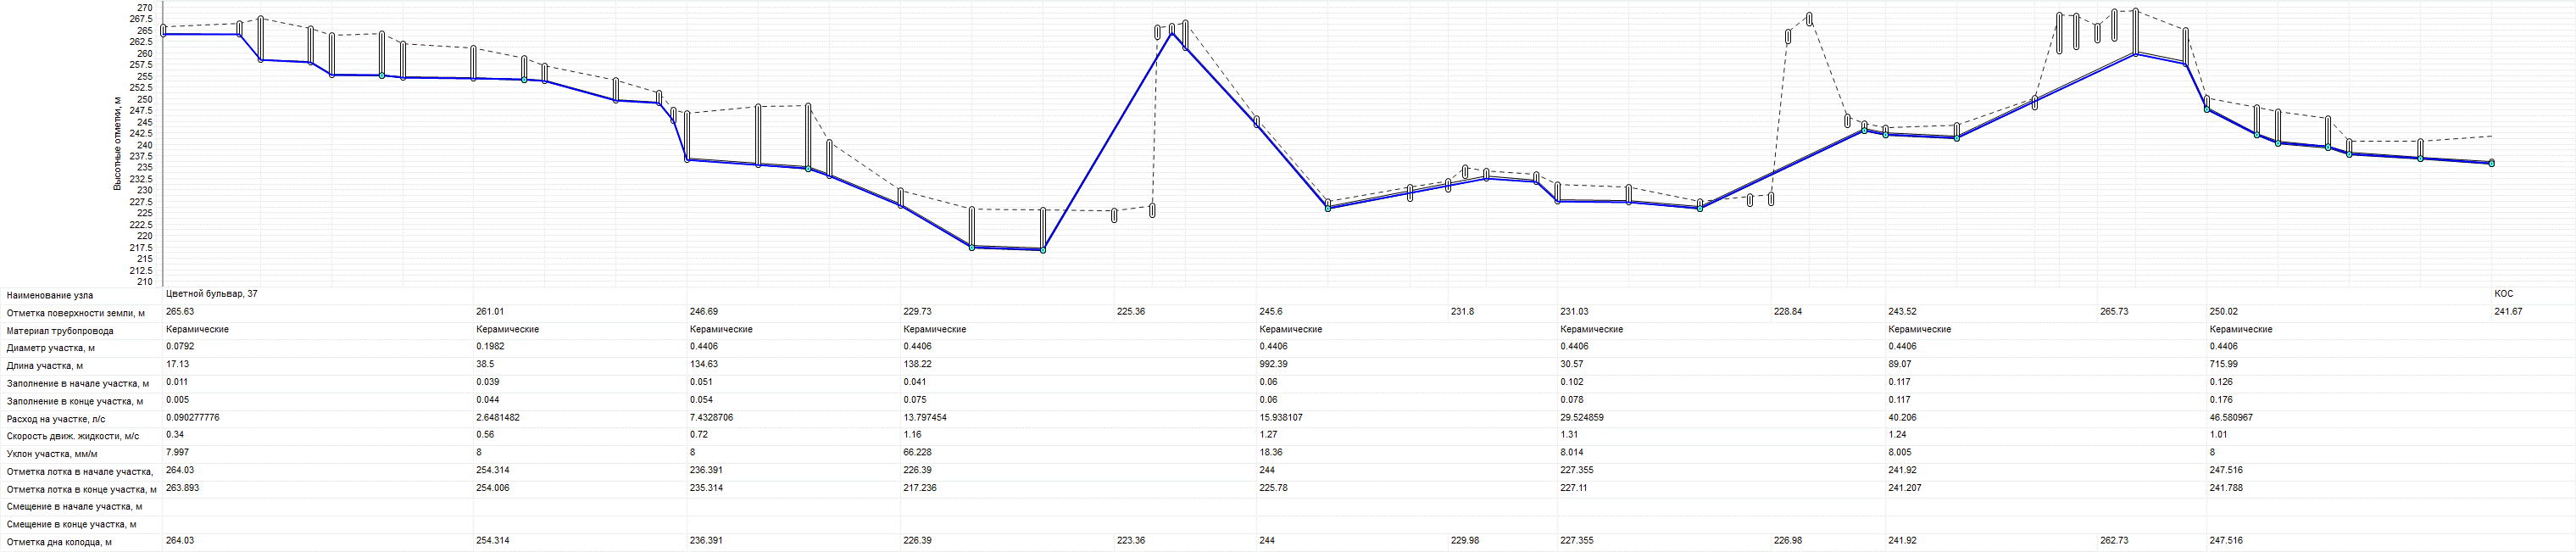 270
267.5
265
262.5
260
257.5
255
252.5
250
247.5
245
242.5
240
237.5
235
232.5
230
227.5
225
222.5
220
217.5
215
212.5
210
Высотные отметки, м
Наименование узла Цветной бульвар, 37 КОС
Отметка поверхности земли, м 265.63 261.01 246.69 229.73 225.36 245.6 231.8 231.03 228.84 243.52 265.73 250.02 241.67
Материал трубопровода Керамические Керамические Керамические Керамические Керамические Керамические Керамические Керамические
Диаметр участка, м 0.0792 0.1982 0.4406 0.4406 0.4406 0.4406 0.4406 0.4406
Длина участка, м 17.13 38.5 134.63 138.22 992.39 30.57 89.07 715.99
Заполнение в начале участка, м 0.011 0.039 0.051 0.041 0.06 0.102 0.117 0.126
Заполнение в конце участка, м 0.005 0.044 0.054 0.075 0.06 0.078 0.117 0.176
Расход на участке, л/с 0.090277776 2.6481482 7.4328706 13.797454 15.938107 29.524859 40.206 46.580967
Скорость движ. жидкости, м/с 0.34 0.56 0.72 1.16 1.27 1.31 1.24 1.01
Уклон участка, мм/м 7.997 8 8 66.228 18.36 8.014 8.005 8
Отметка лотка в начале участка, 264.03 254.314 236.391 226.39 244 227.355 241.92 247.516
Отметка лотка в конце участка, м 263.893 254.006 235.314 217.236 225.78 227.11 241.207 241.788
Смещение в начале участка, м
Смещение в конце участка, м
Отметка дна колодца, м 264.03 254.314 236.391 226.39 223.36 244 229.98 227.355 226.98 241.92 262.73 247.516